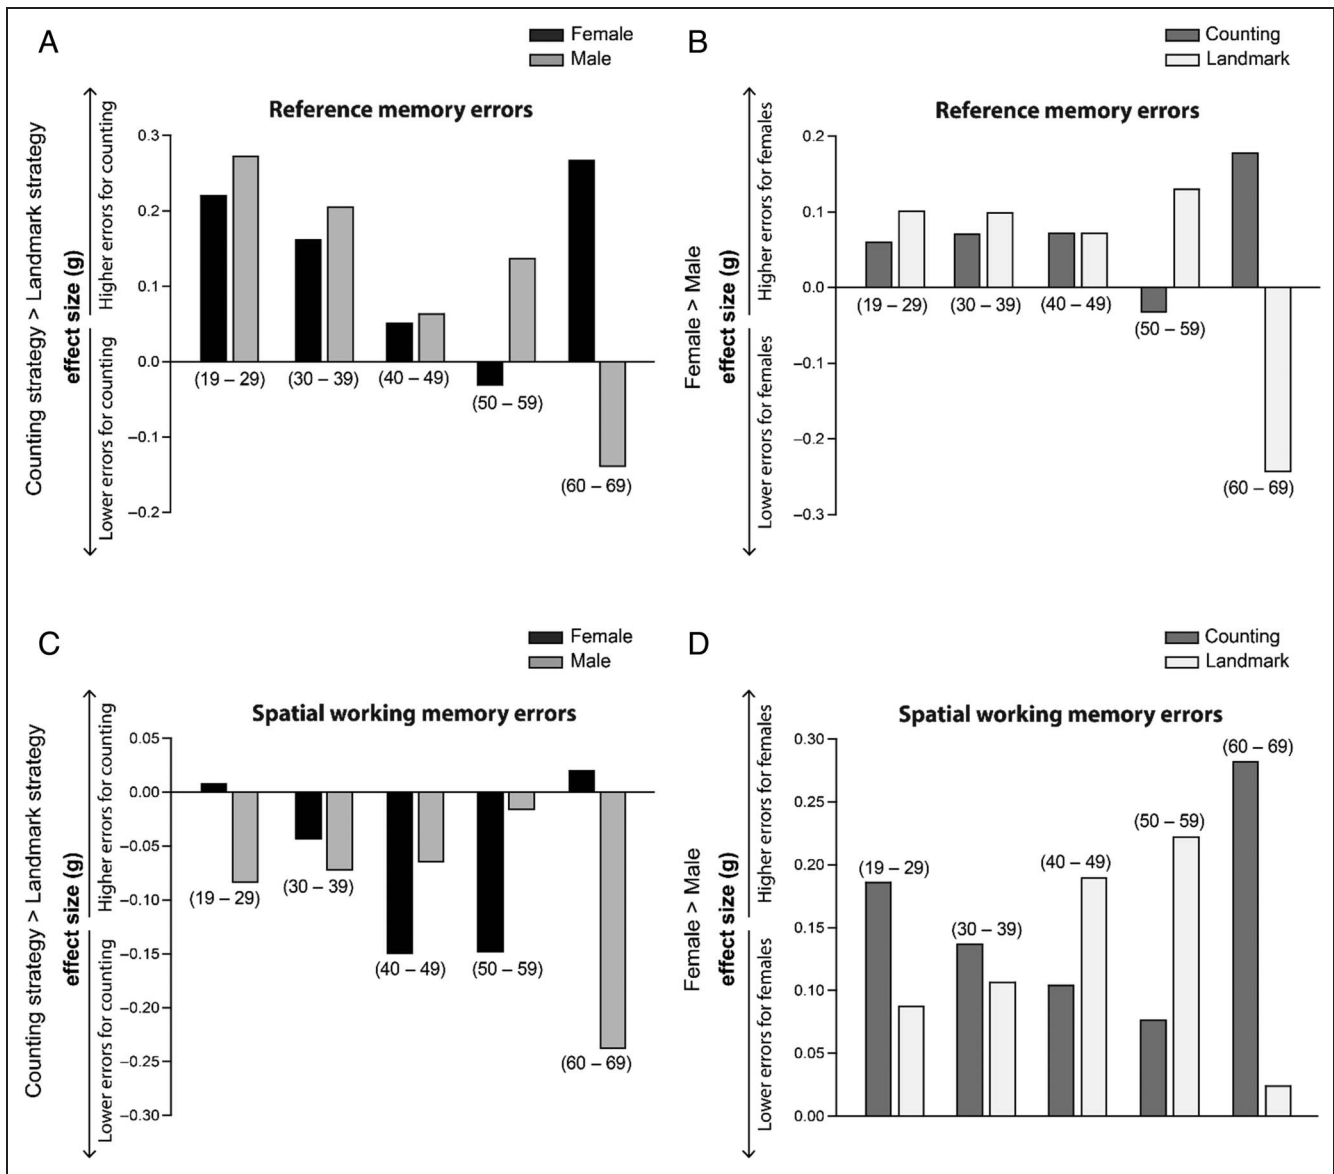 A
Female
Male
Reference memory errors
Counting strategy > Landmark strategy
effect size (g)
Higher errors for counting
Lower errors for counting
0.3
0.2
0.1
0.0
–0.1
–0.2
(19 – 29)
(30 – 39)
(40 – 49)
(50 – 59)
(60 – 69)
B
Counting
Landmark
Reference memory errors
Female > Male
effect size (g)
Higher errors for females
Lower errors for females
0.2
0.1
0.0
–0.1
–0.2
–0.3
(19 – 29)
(30 – 39)
(40 – 49)
(50 – 59)
(60 – 69)
C
Female
Male
Spatial working memory errors
Counting strategy > Landmark strategy
effect size (g)
Higher errors for counting
Lower errors for counting
0.05
0.00
–0.05
–0.10
–0.15
–0.20
–0.25
–0.30
(19 – 29)
(30 – 39)
(40 – 49)
(50 – 59)
(60 – 69)
D
Counting
Landmark
Spatial working memory errors
Female > Male
effect size (g)
Higher errors for females
Lower errors for females
0.30
0.25
0.20
0.15
0.10
0.05
0.00
(19 – 29)
(30 – 39)
(40 – 49)
(50 – 59)
(60 – 69)